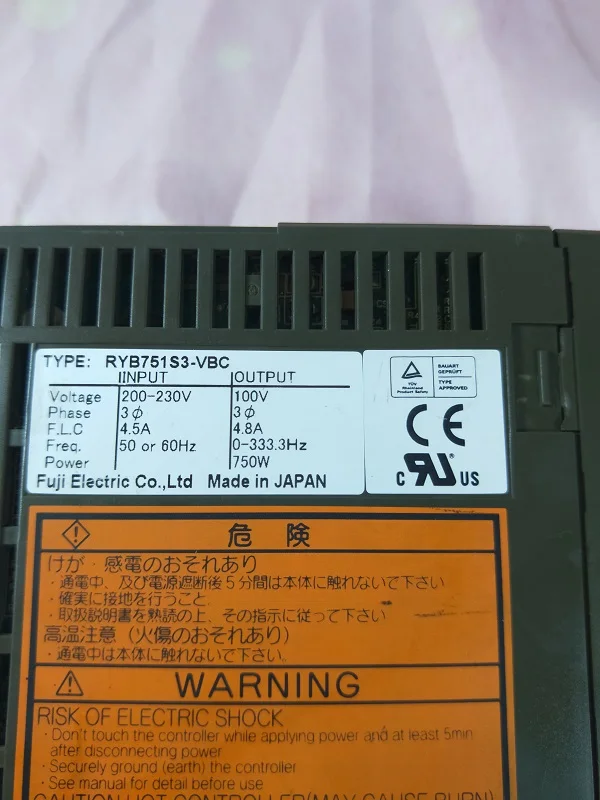 TYPE: RYB751S3-VBC
INPUT OUTPUT
Voltage 200-230V 100V
Phase 3φ 3φ
F.L.C 4.5A 4.8A
Freq. 50 or 60Hz 0-333.3Hz
Power 750W
Fuji Electric Co.,Ltd Made in JAPAN
TÜV
Rheinland
Product Safety
BAUART
GEPRÜFT
TYPE
APPROVED
CE
C RU US
危険
けが・感電のおそれあり
・通電中、及び電源遮断後5分間は本体に触れないで下さい
・確実に接地を行うこと
・取扱説明書を熟読の上、その指示に従って下さい
高温注意(火傷のおそれあり)
・通電中は本体に触れないで下さい。
WARNING
RISK OF ELECTRIC SHOCK
・Don't touch the controller while applying power and at least 5min
after disconnecting power
・Securely ground (earth) the controller
・See manual for detail before use
CAUTION HOT CONTROLLER(MAY CAUSE BURN)